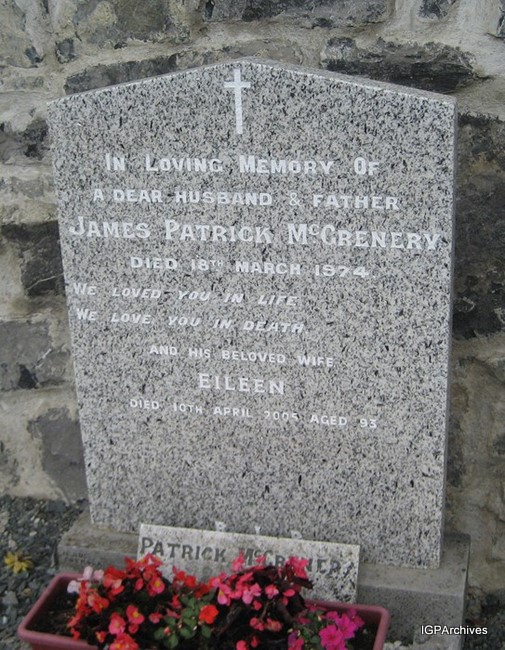 In Loving Memory Of
A DEAR HUSBAND & FATHER
James Patrick McGrenery
Died 18th March 1974
We loved you in life
We love you in death
AND HIS BELOVED WIFE
EILEEN
DIED 10TH APRIL 2005 AGED 93
R.I.P.
PATRICK McGRENERY
IGPArchives